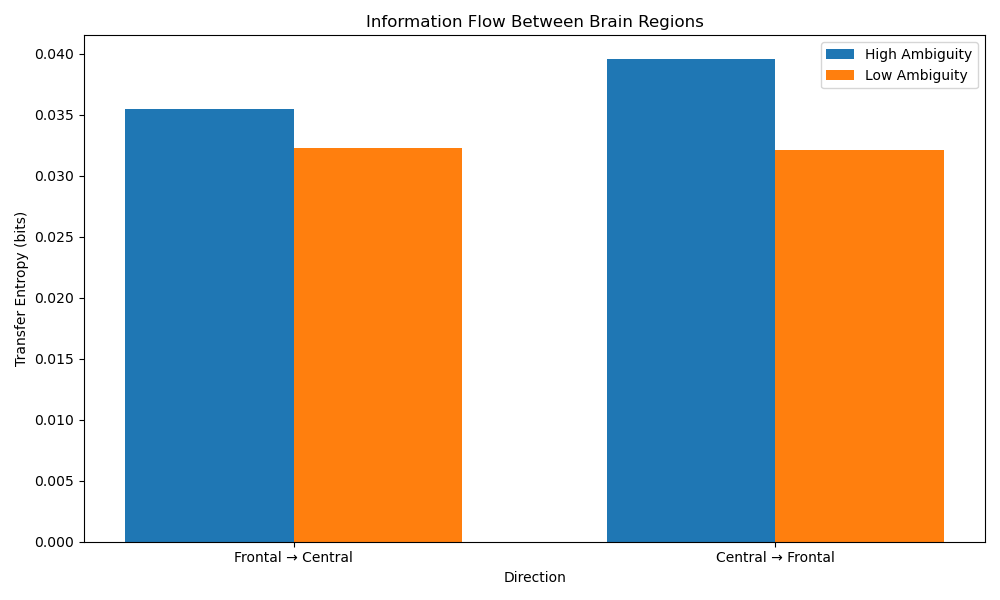 Information Flow Between Brain Regions
High Ambiguity
Low Ambiguity
Transfer Entropy (bits)
0.040
0.035
0.030
0.025
0.020
0.015
0.010
0.005
0.000
Frontal → Central
Central → Frontal
Direction